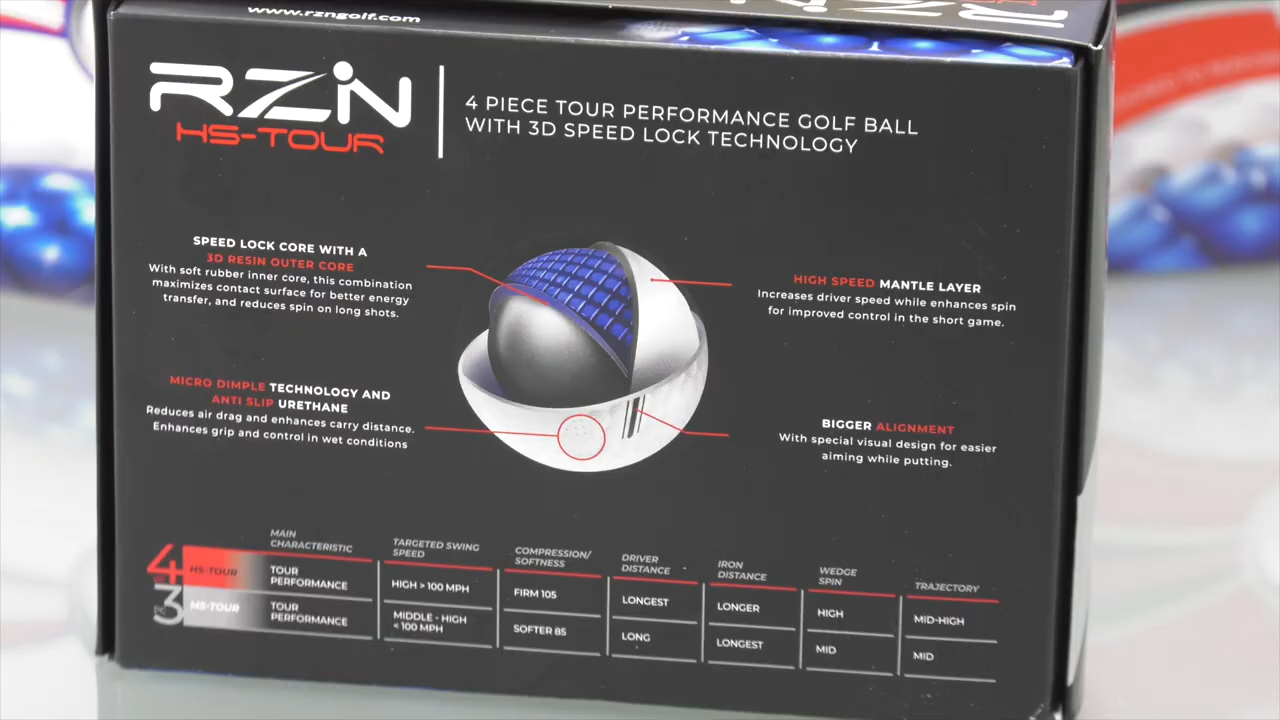 www.rzngolf.com
RZN
RZN
HS-TOUR
4 PIECE TOUR PERFORMANCE GOLF BALL
WITH 3D SPEED LOCK TECHNOLOGY
SPEED LOCK CORE WITH A
3D RESIN OUTER CORE
With soft rubber inner core, this combination
maximizes contact surface for better energy
transfer, and reduces spin on long shots.
HIGH SPEED MANTLE LAYER
Increases driver speed while enhances spin
for improved control in the short game.
MICRO DIMPLE TECHNOLOGY AND
ANTI SLIP URETHANE
Reduces air drag and enhances carry distance.
Enhances grip and control in wet conditions
BIGGER ALIGNMENT
With special visual design for easier
aiming while putting.
MAIN
CHARACTERISTIC
TARGETED SWING
SPEED
COMPRESSION/
SOFTNESS
DRIVER
DISTANCE
IRON
DISTANCE
WEDGE
SPIN
TRAJECTORY
4 PC HS-TOUR
TOUR
PERFORMANCE
HIGH > 100 MPH
FIRM 105
LONGEST
LONGER
HIGH
MID-HIGH
3 PC MS-TOUR
TOUR
PERFORMANCE
MIDDLE - HIGH
< 100 MPH
SOFTER 85
LONG
LONGEST
MID
MID